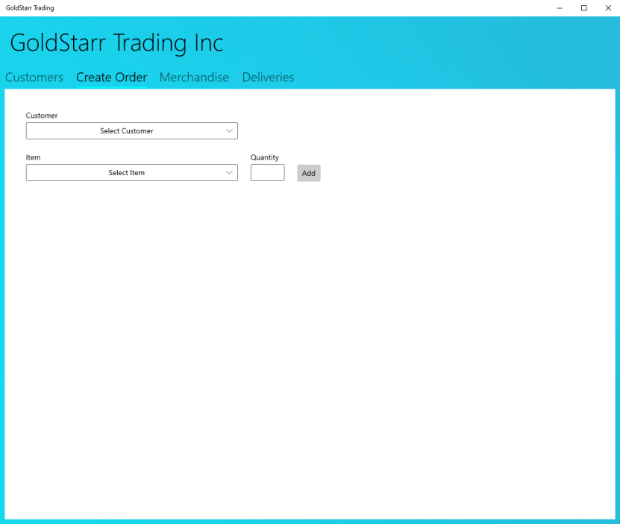 GoldStarr Trading
GoldStarr Trading Inc
Customers Create Order Merchandise Deliveries
Customer
Select Customer
Item Quantity
Select Item Add